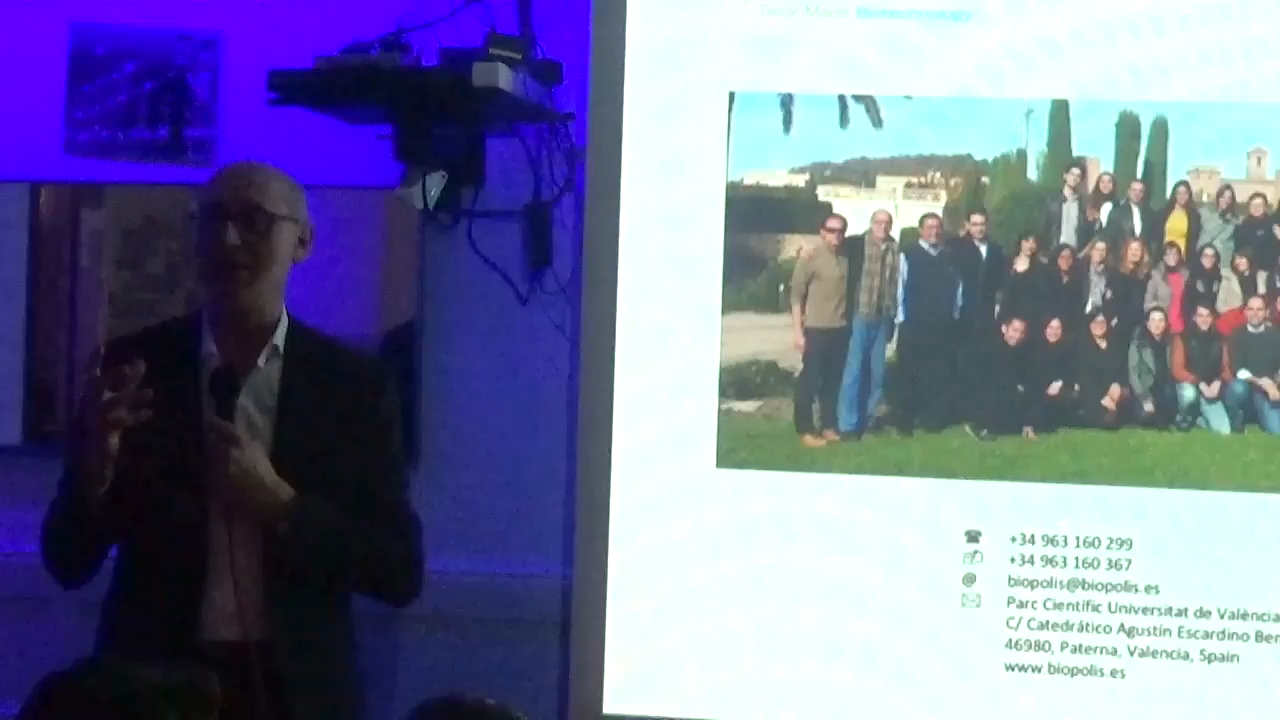 Biotechnology
+34 963 160 299
+34 963 160 367
@ biopolis@biopolis.es
Parc Científic Universitat de València
C/ Catedrático Agustín Escardino
46980, Paterna, Valencia, Spain
www.biopolis.es